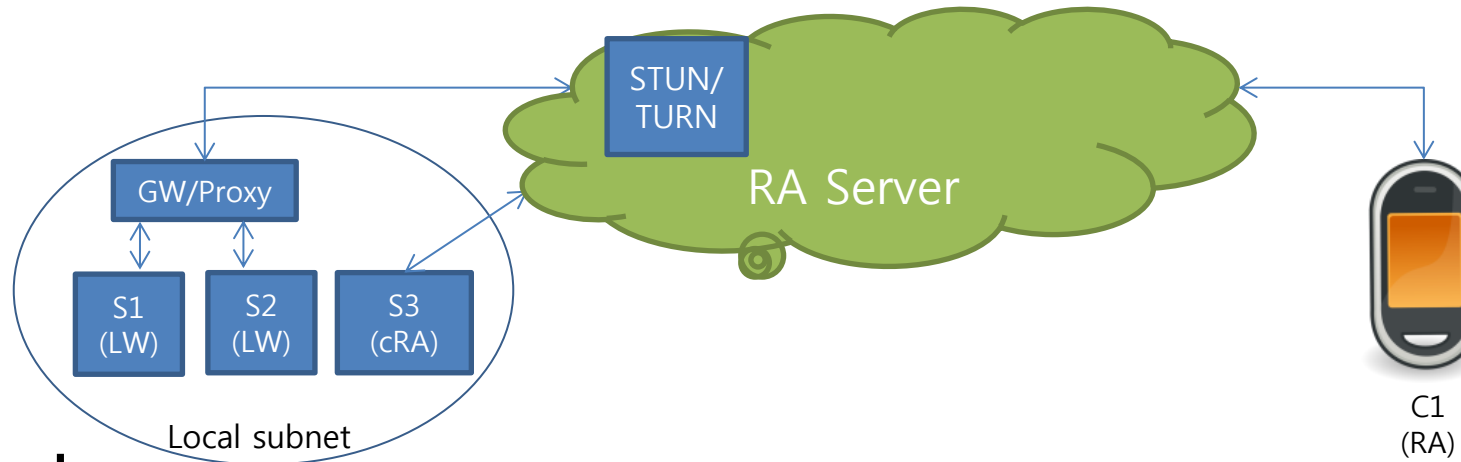 STUN/
TURN
GW/Proxy
RA Server
S1
(LW)
S2
(LW)
S3
(cRA)
Local subnet
C1
(RA)